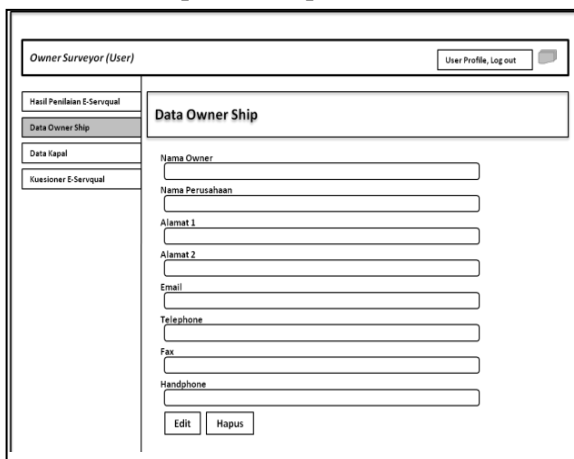 Owner Surveyor (User)
User Profile, Log out
Hasil Penilaian E-Servqual
Data Owner Ship
Data Kapal
Kuesioner E-Servqual
Data Owner Ship
Nama Owner
Nama Perusahaan
Alamat 1
Alamat 2
Email
Telephone
Fax
Handphone
Edit
Hapus